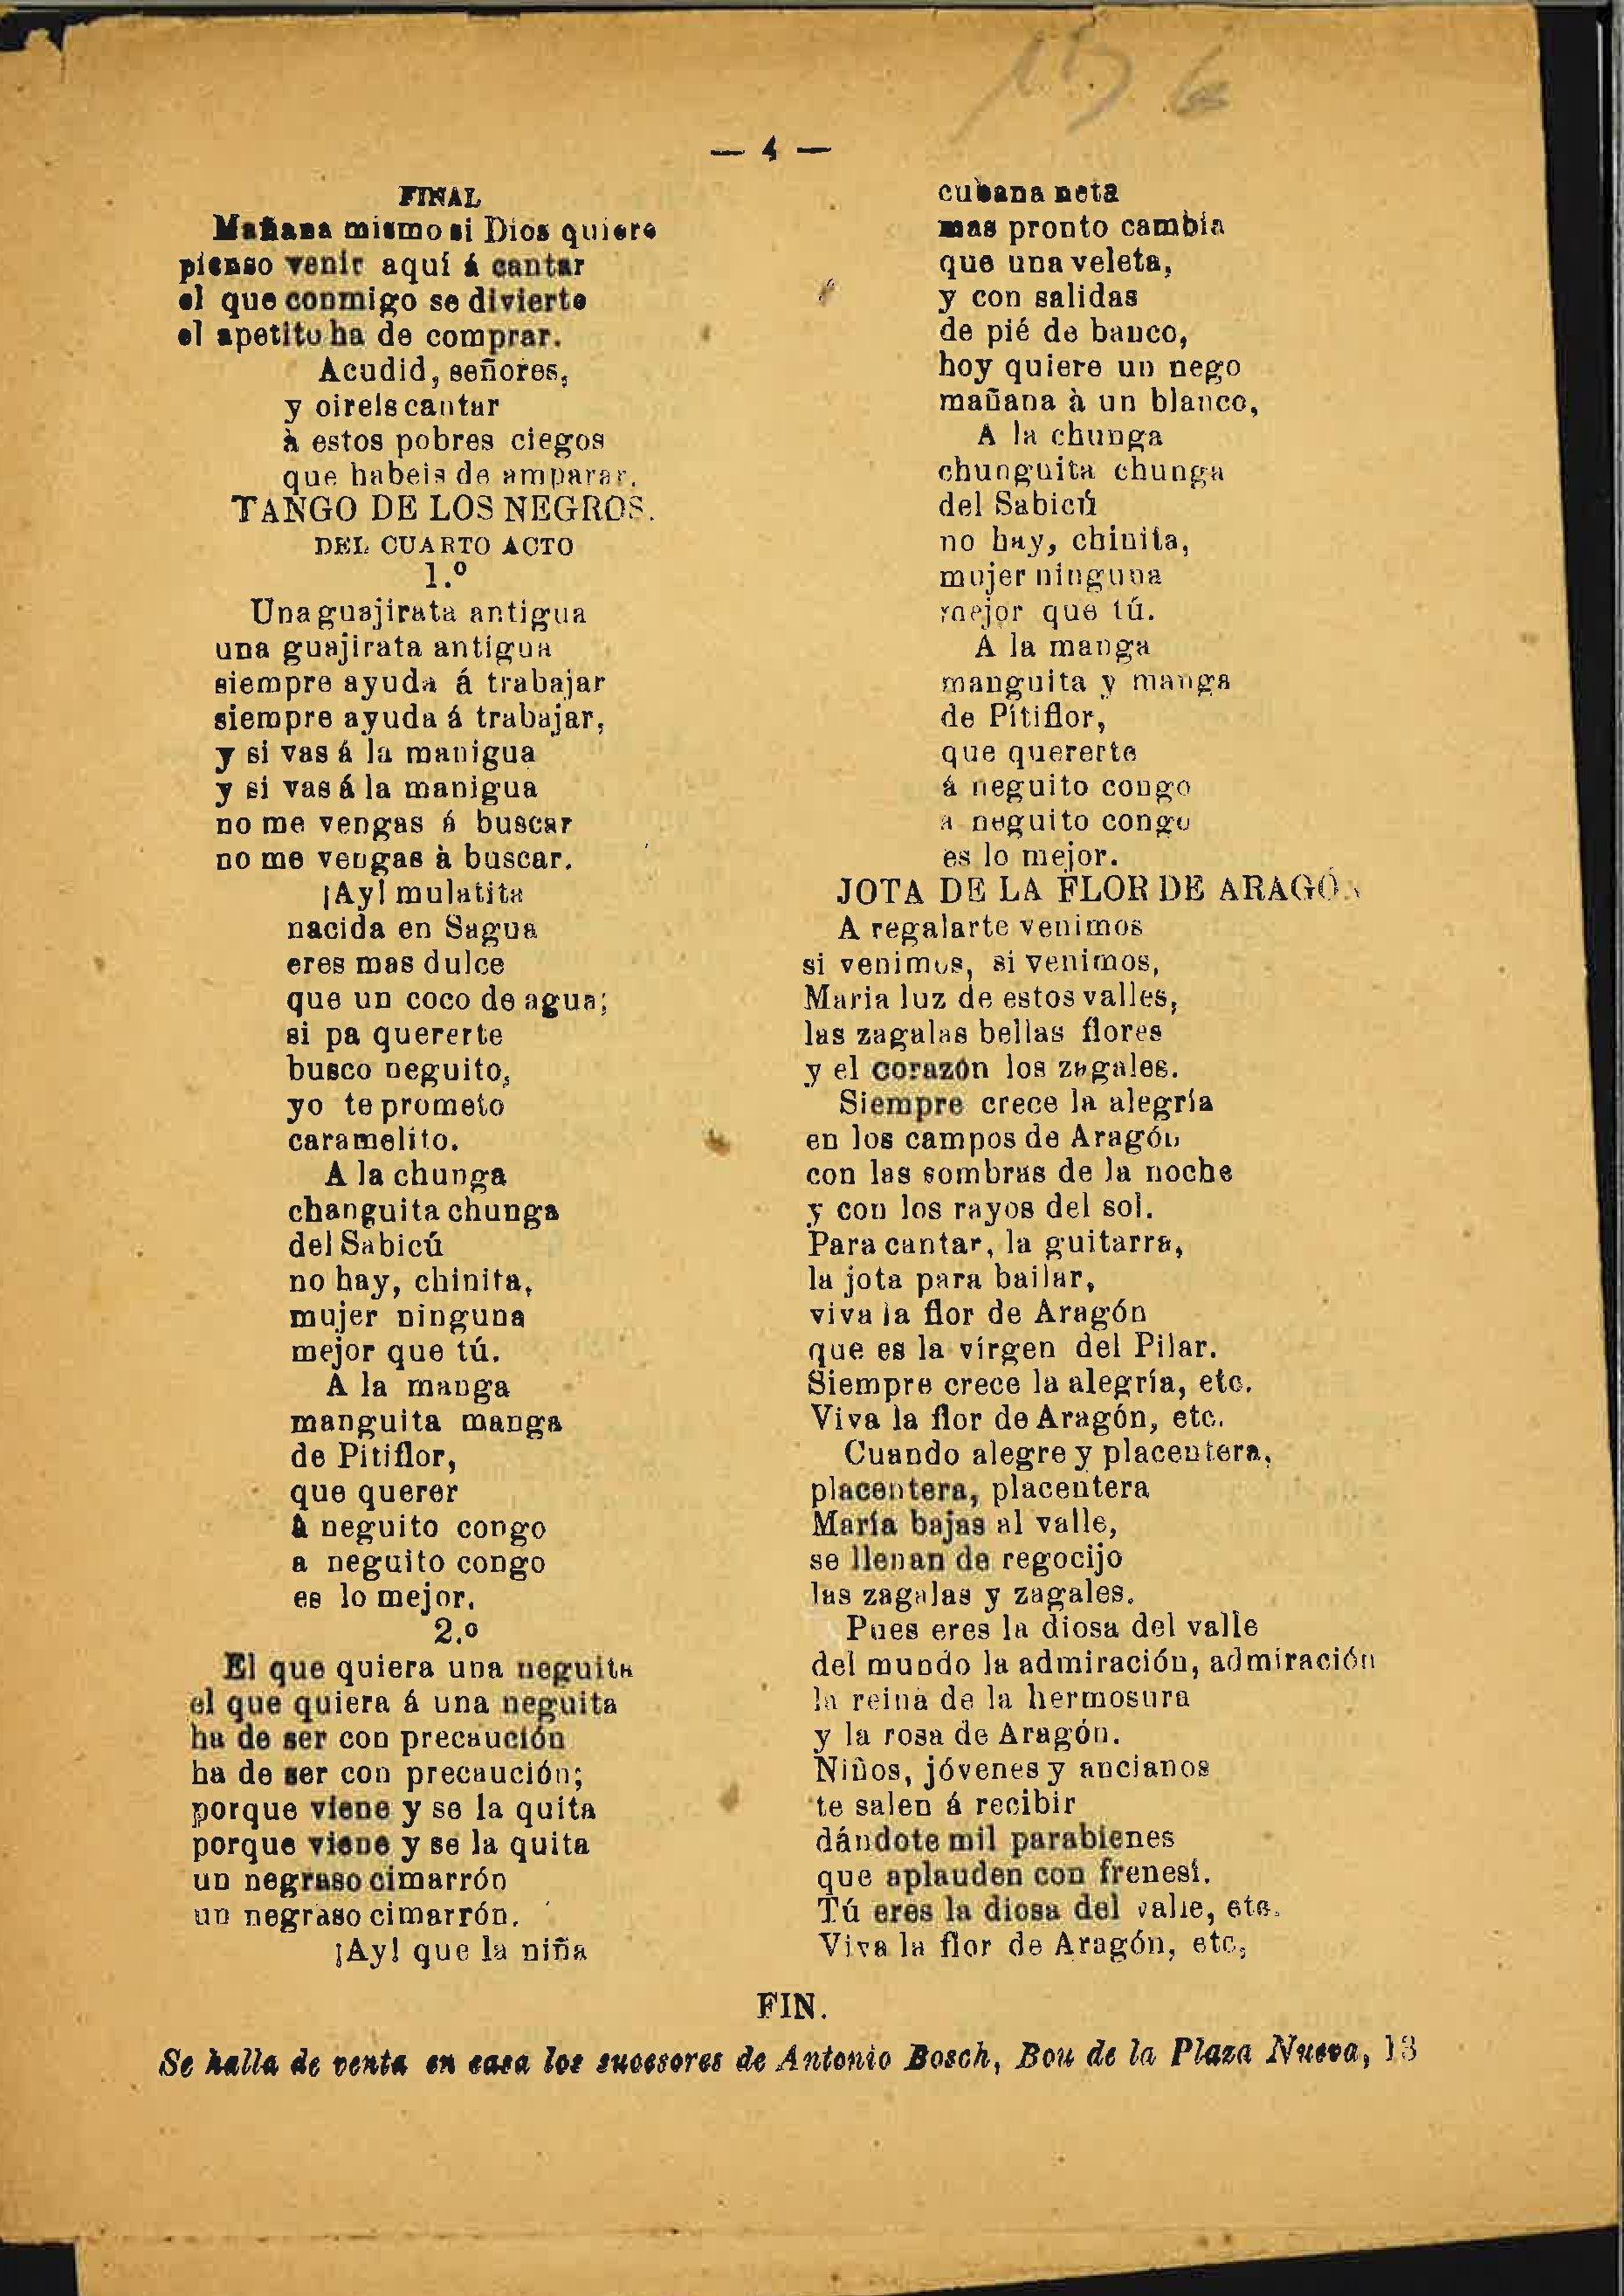 — 4 —
FINAL
Mañana mismo si Dios quiere
pienso venir aquí á cantar
el que conmigo se divierte
el apetito ha de comprar.
Acudid, señores,
y oireis cantar
à estos pobres ciegos
que habeis de amparar.
TANGO DE LOS NEGROS.
DEL CUARTO ACTO
1.º
Una guajirata antigua
una guajirata antigua
siempre ayuda á trabajar
siempre ayuda á trabajar,
y si vas á la manigua
y si vas á la manigua
no me vengas á buscar
no me vengas à buscar.
¡Ay! mulatita
nacida en Sagua
eres mas dulce
que un coco de agua;
si pa quererte
busco neguito,
yo te prometo
caramelito.
A la chunga
changuita chunga
del Sabicú
no hay, chinita,
mujer ninguna
mejor que tú.
A la manga
manguita manga
de Pitiflor,
que querer
à neguito congo
a neguito congo
es lo mejor.
2.º
El que quiera una neguita
el que quiera á una neguita
ha de ser con precaución
ha de ser con precaución;
porque viene y se la quita
porque viene y se la quita
un negraso cimarrón
un negraso cimarrón.
¡Ay! que la niña
cubana neta
mas pronto cambia
que una veleta,
y con salidas
de pié de banco,
hoy quiere un nego
mañana à un blanco,
A la chunga
chunguita chunga
del Sabicú
no hay, chinita,
mujer ninguna
mejor que tú.
A la manga
manguita y manga
de Pitiflor,
que quererte
á neguito congo
a neguito congo
es lo mejor.
JOTA DE LA FLOR DE ARAGÓN
A regalarte venimos
si venimos, si venimos,
Maria luz de estos valles,
las zagalas bellas flores
y el corazón los zagales.
Siempre crece la alegría
en los campos de Aragón
con las sombras de la noche
y con los rayos del sol.
Para cantar, la guitarra,
la jota para bailar,
viva la flor de Aragón
que es la vírgen del Pilar.
Siempre crece la alegría, etc.
Viva la flor de Aragón, etc.
Cuando alegre y placentera,
placentera, placentera
María bajas al valle,
se llenan de regocijo
las zagalas y zagales.
Pues eres la diosa del valle
del mundo la admiración, admiración
la reina de la hermosura
y la rosa de Aragón.
Niños, jóvenes y ancianos
te salen á recibir
dándote mil parabienes
que aplauden con frenesí.
Tú eres la diosa del valle, etc.
Viva la flor de Aragón, etc,
FIN.
Se halla de venta en casa los sucesores de Antonio Bosch, Bou de la Plaza Nueva, 13